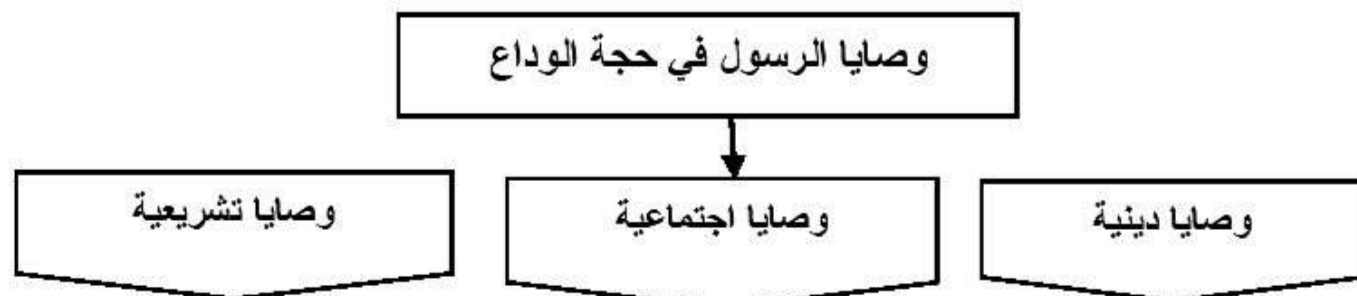 وصايا الرسول في حجة الوداع
وصايا دينية
وصايا اجتماعية
وصايا تشريعية